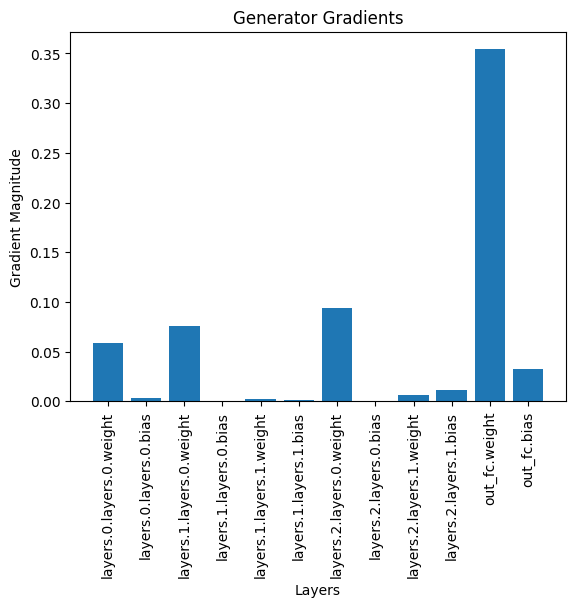 Generator Gradients
Gradient Magnitude
0.35
0.30
0.25
0.20
0.15
0.10
0.05
0.00
layers.0.layers.0.weight
layers.0.layers.0.bias
layers.1.layers.0.weight
layers.1.layers.0.bias
layers.1.layers.1.weight
layers.1.layers.1.bias
layers.2.layers.0.weight
layers.2.layers.0.bias
layers.2.layers.1.weight
layers.2.layers.1.bias
out_fc.weight
out_fc.bias
Layers